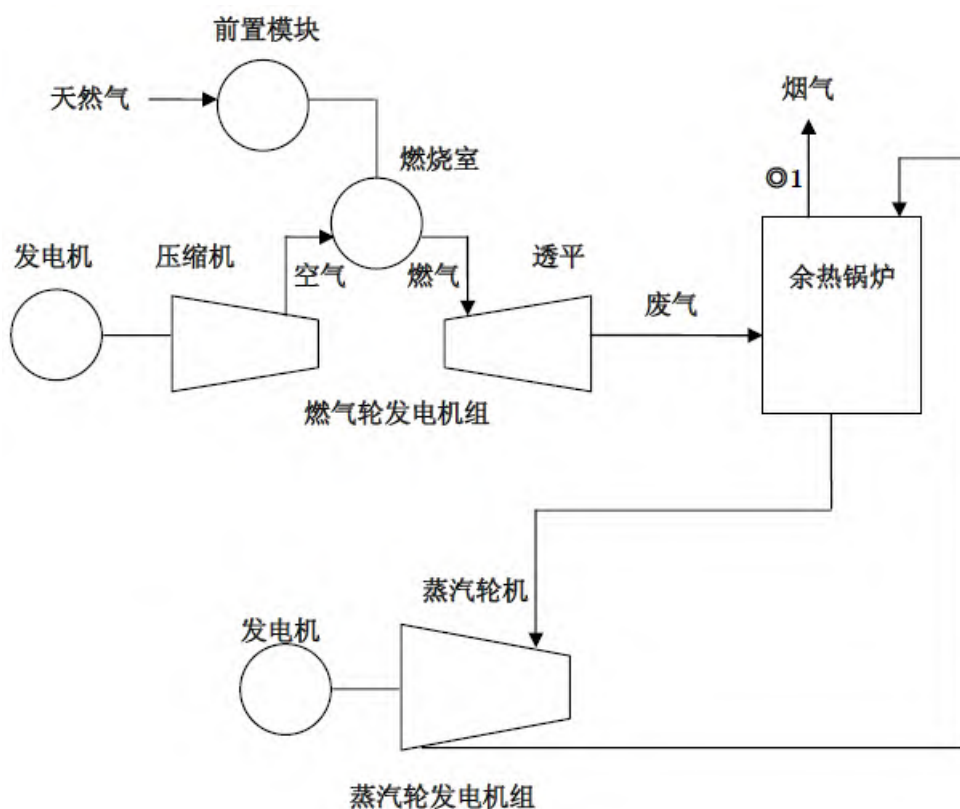 前置模块
天然气
烟气
燃烧室
◎1
发电机
压缩机
空气
燃气
透平
废气
余热锅炉
燃气轮发电机组
蒸汽轮机
发电机
蒸汽轮发电机组